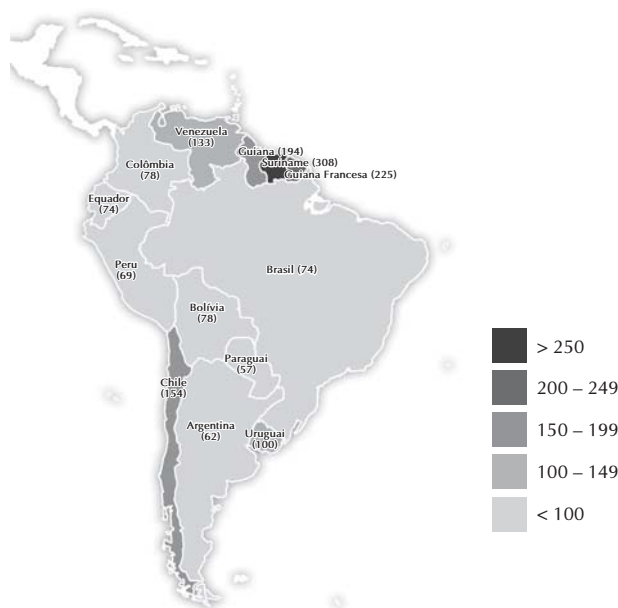 Venezuela
(133)
Guiana (194)
Suriname (308)
Guiana Francesa (225)
Colômbia
(78)
Equador
(74)
Peru
(69)
Brasil (74)
Bolívia
(78)
Paraguai
(57)
Chile
(154)
Argentina
(62)
Uruguai
(100)
> 250
200 – 249
150 – 199
100 – 149
< 100